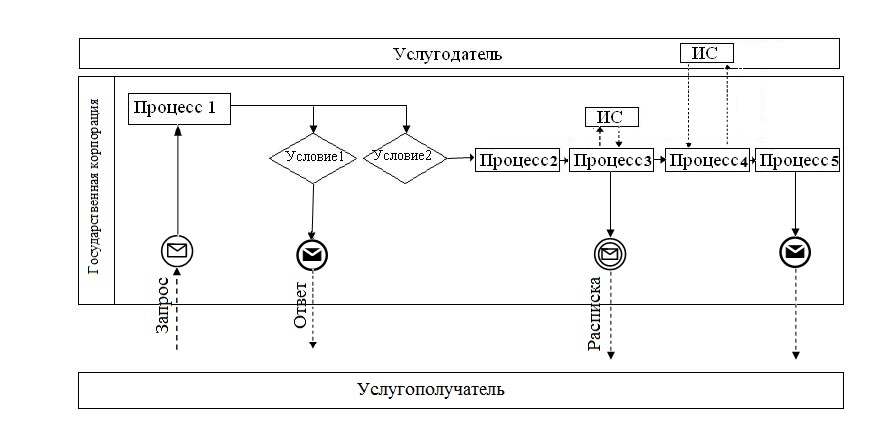 Услугодатель
ИС
Государственная корпорация
Процесс 1
ИС
Условие1
Условие2
Процесс2
Процесс3
Процесс4
Процесс5
Запрос
Ответ
Расписка
Услугополучатель